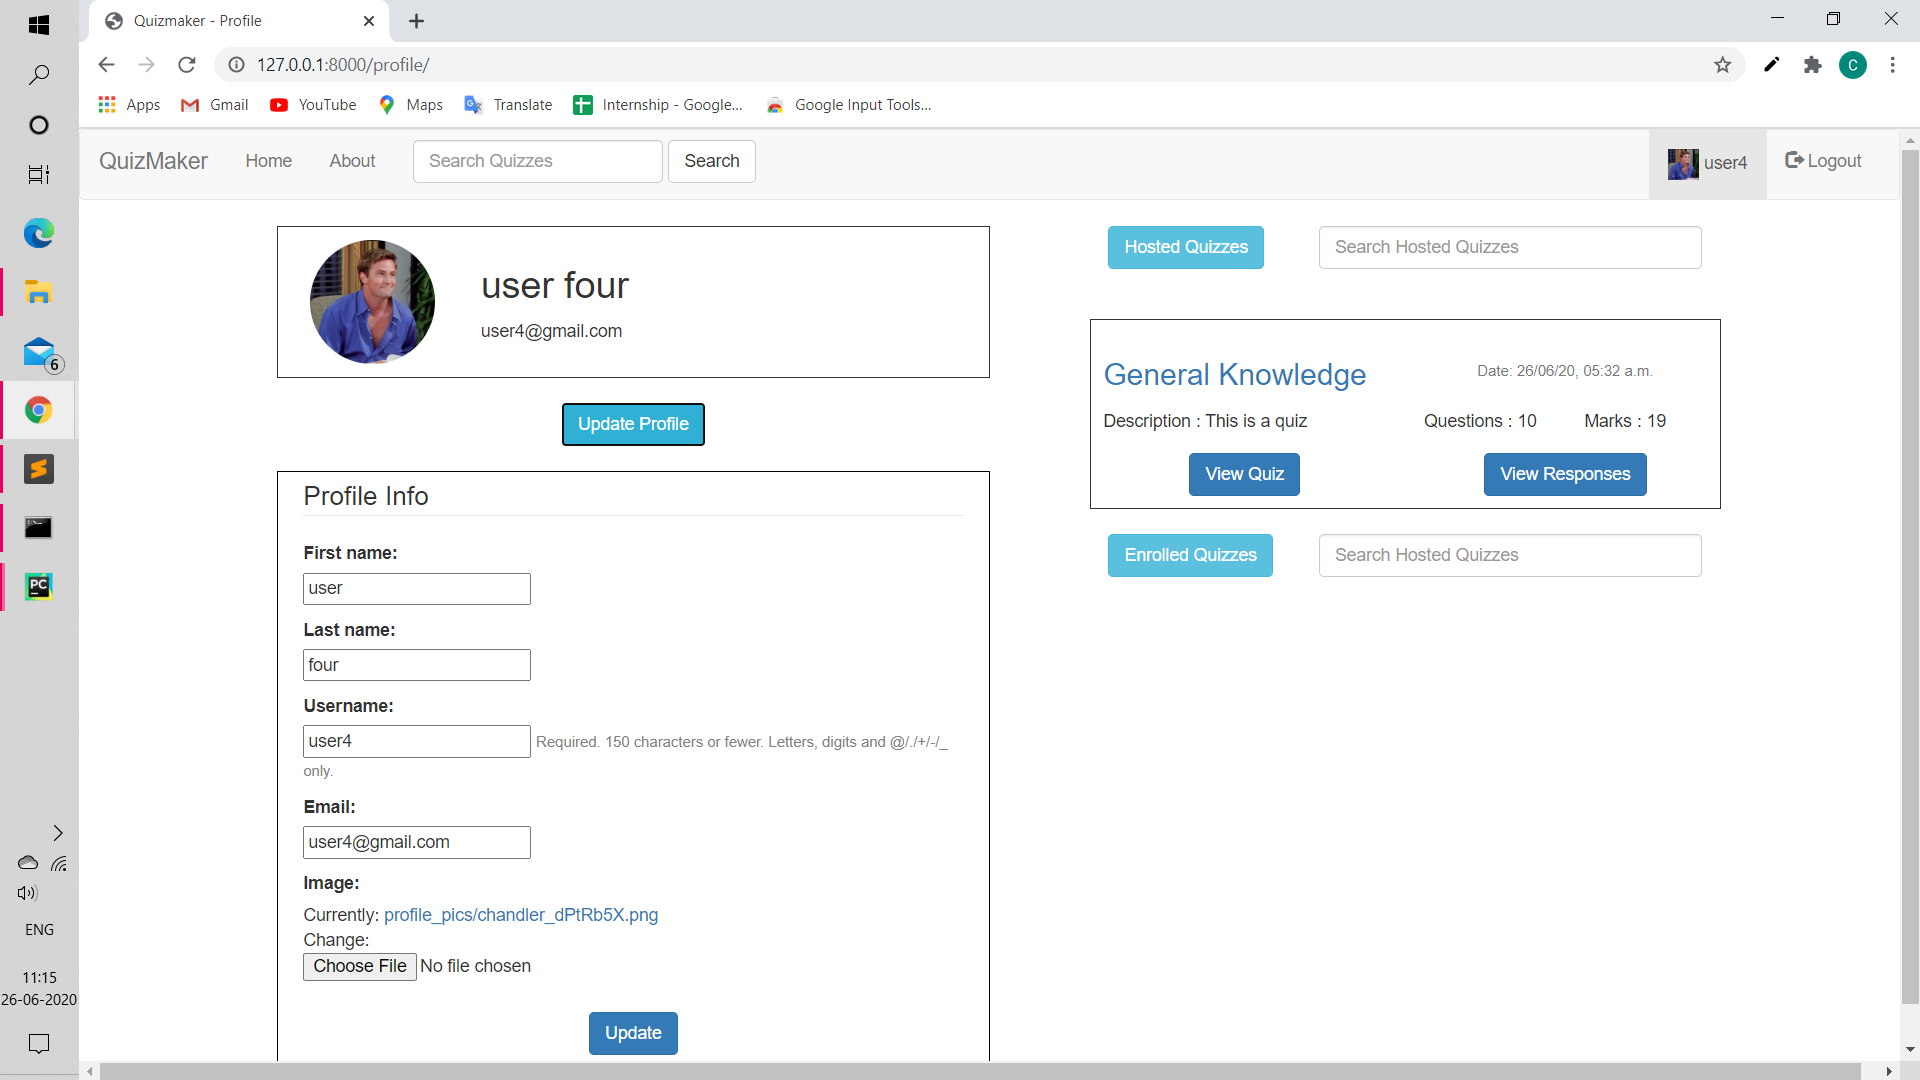 Quizmaker - Profile
127.0.0.1:8000/profile/
C
Apps
Gmail
YouTube
Maps
Translate
Internship - Google...
Google Input Tools...
QuizMaker
Home
About
Search Quizzes
Search
user4
Logout
user four
user4@gmail.com
Update Profile
Profile Info
First name:
user
Last name:
four
Username:
user4 Required. 150 characters or fewer. Letters, digits and @/./+/-/_
only.
Email:
user4@gmail.com
Image:
Currently: profile_pics/chandler_dPtRb5X.png
Change:
Choose File No file chosen
Update
Hosted Quizzes
Search Hosted Quizzes
General Knowledge
Date: 26/06/20, 05:32 a.m.
Description : This is a quiz
Questions : 10
Marks : 19
View Quiz
View Responses
Enrolled Quizzes
Search Hosted Quizzes
6
PC
ENG
11:15
26-06-2020